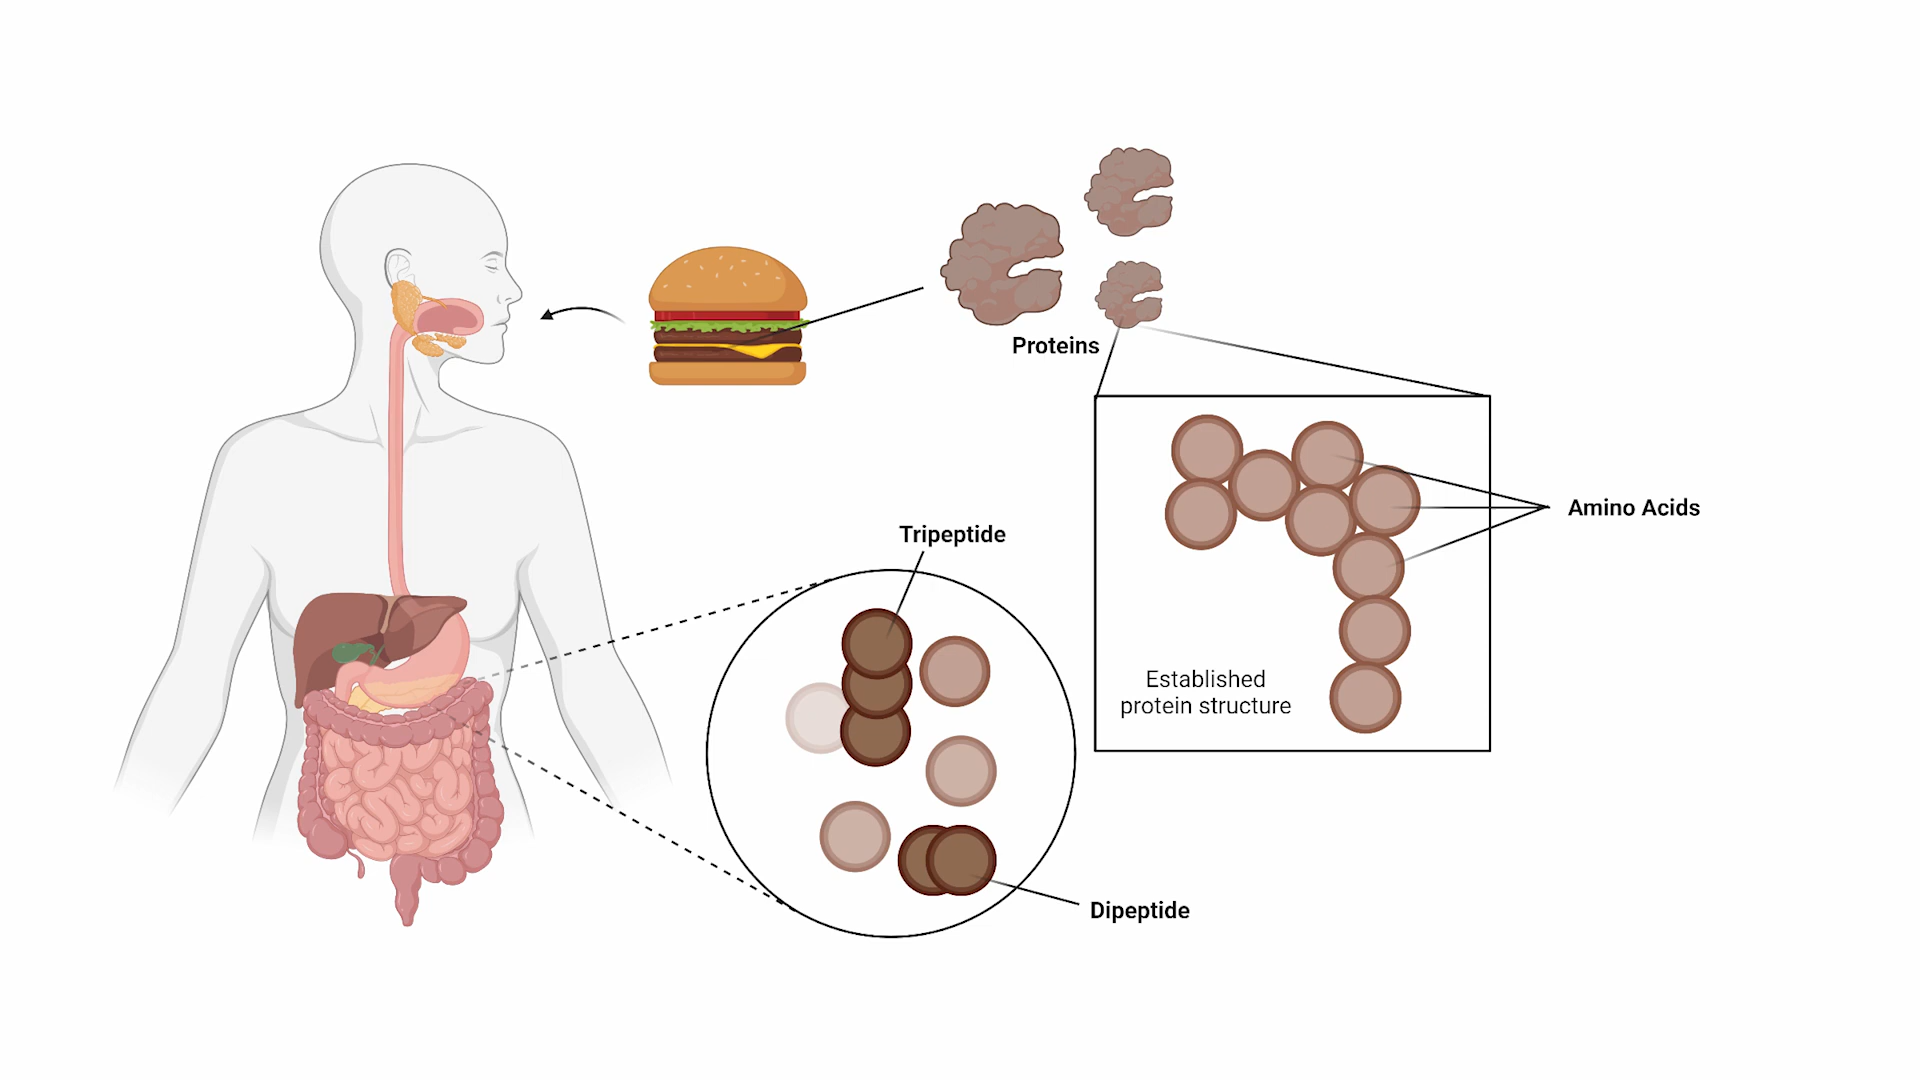 Proteins
Amino Acids
Tripeptide
Established
protein structure
Dipeptide